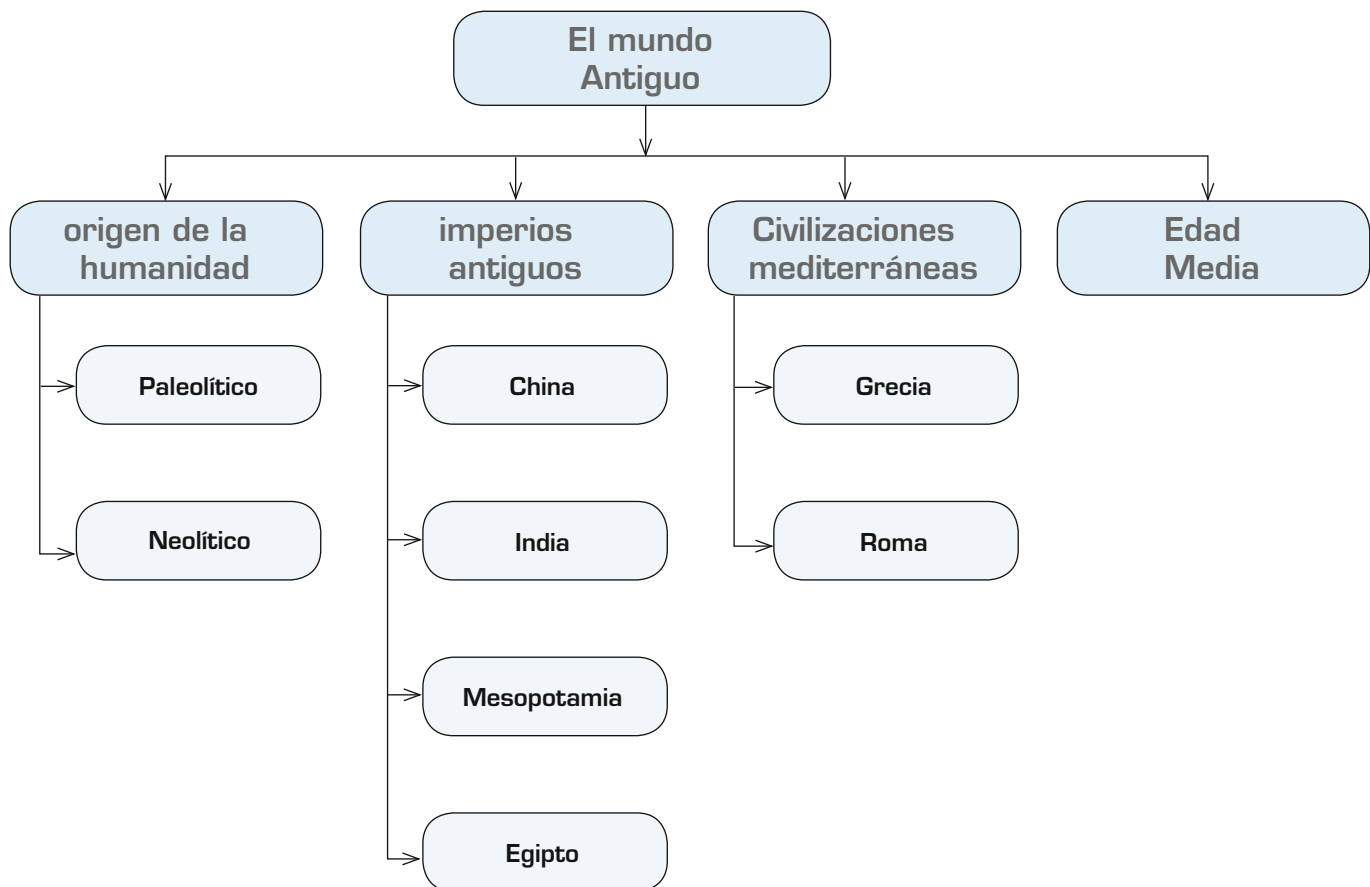 El mundo
Antiguo
origen de la
humanidad
imperios
antiguos
Civilizaciones
mediterráneas
Edad
Media
Paleolítico
China
Grecia
Neolítico
India
Roma
Mesopotamia
Egipto